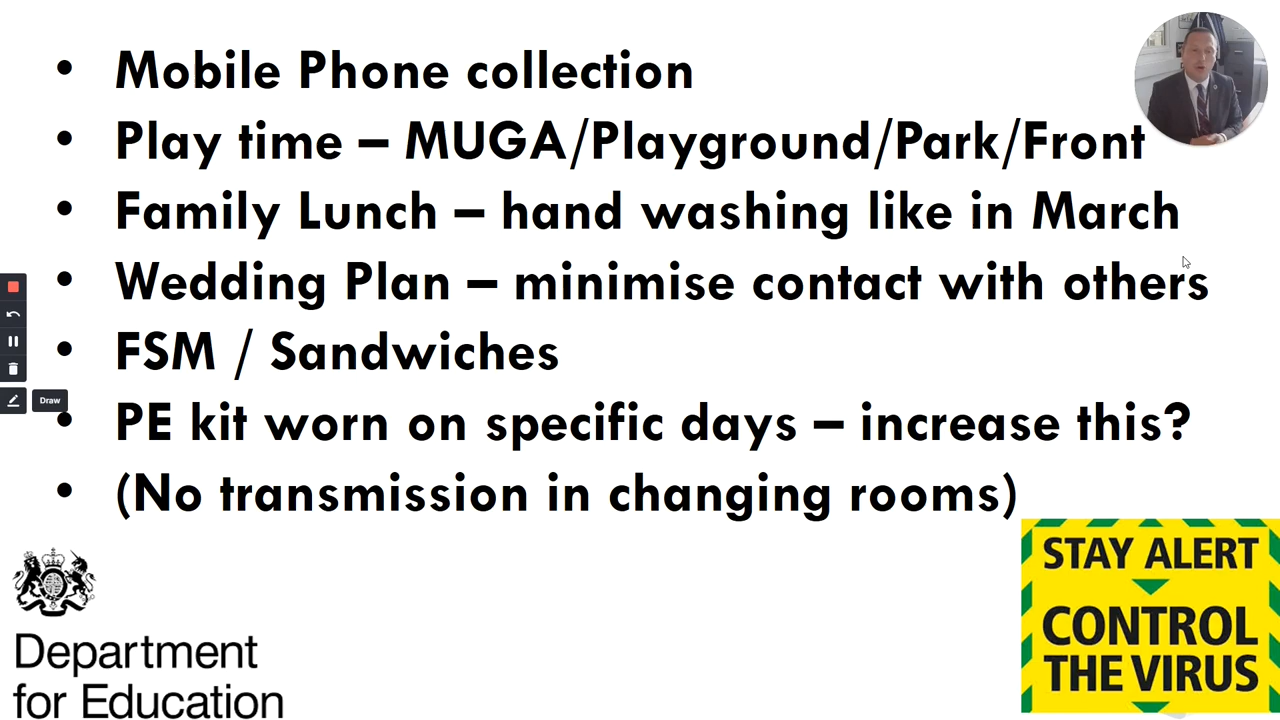 • Mobile Phone collection
• Play time – MUGA/Playground/Park/Front
• Family Lunch – hand washing like in March
• Wedding Plan – minimise contact with others
• FSM / Sandwiches
Draw
• PE kit worn on specific days – increase this?
• (No transmission in changing rooms)
STAY ALERT
CONTROL
THE VIRUS
Department
for Education